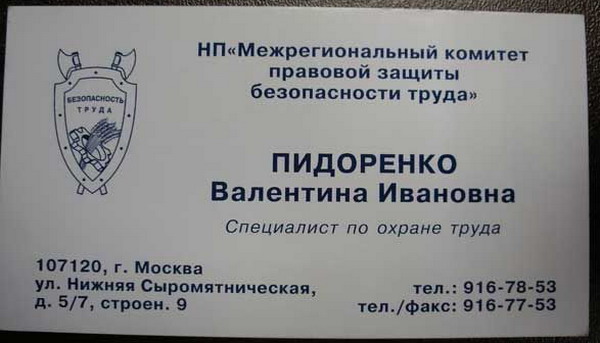 НП«Межрегиональный комитет
правовой защиты
безопасности труда»
БЕЗОПАСНОСТЬ
ТРУДА
ПИДОРЕНКО
Валентина Ивановна
Специалист по охране труда
107120, г. Москва
ул. Нижняя Сыромятническая,
д. 5/7, строен. 9
тел.: 916-78-53
тел./факс: 916-77-53